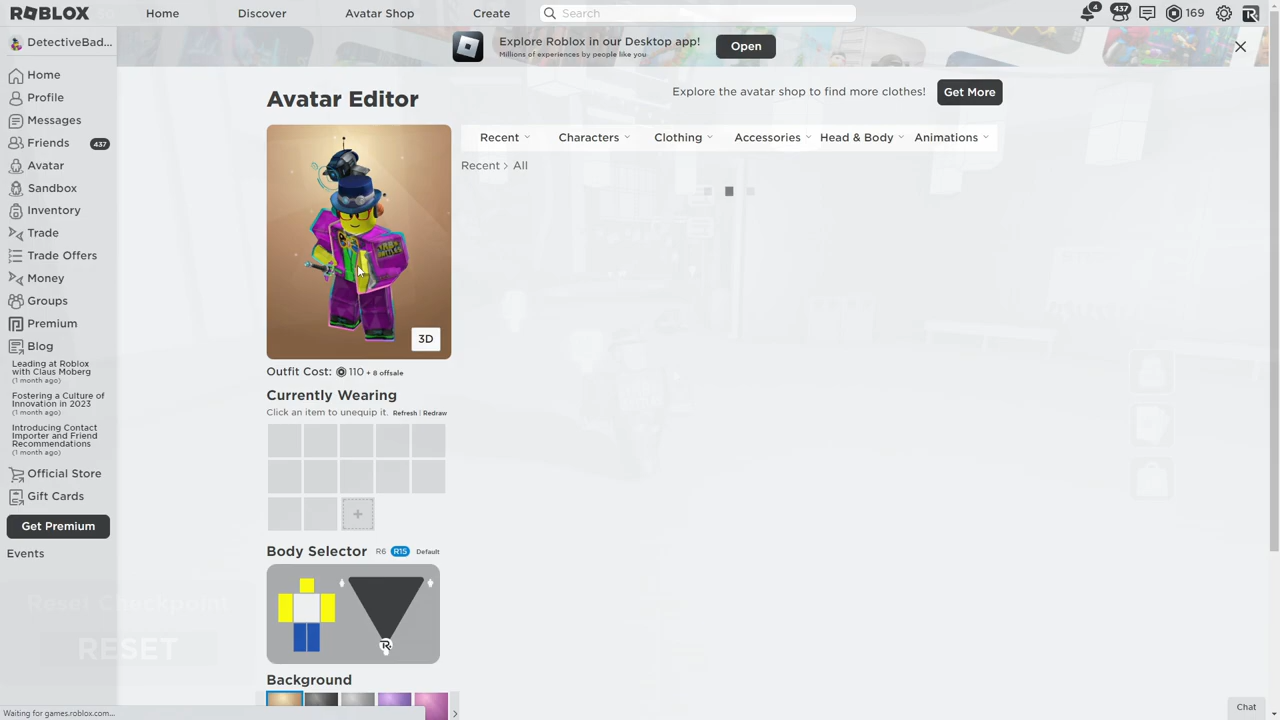 ROBLOX
Home
Discover
Avatar Shop
Create
Search
4
437
169
DetectiveBad...
Explore Roblox in our Desktop app!
Millions of experiences by people like you
Open
Home
Profile
Messages
Friends
437
Avatar
Sandbox
Inventory
Trade
Trade Offers
Money
Groups
Premium
Blog
Leading at Roblox
with Claus Moberg
(1 month ago)
Fostering a Culture of
Innovation in 2023
(1 month ago)
Introducing Contact
Importer and Friend
Recommendations
(1 month ago)
Official Store
Gift Cards
Get Premium
Events
Reset Checkpoint
RESET
Waiting for games.roblox.com...
Avatar Editor
Explore the avatar shop to find more clothes!
Get More
3D
Outfit Cost: 110 + 8 offsale
Currently Wearing
Click an item to unequip it. Refresh | Redraw
+
Body Selector R6 R15 Default
Background
Recent
Characters
Clothing
Accessories
Head & Body
Animations
Recent > All
Chat